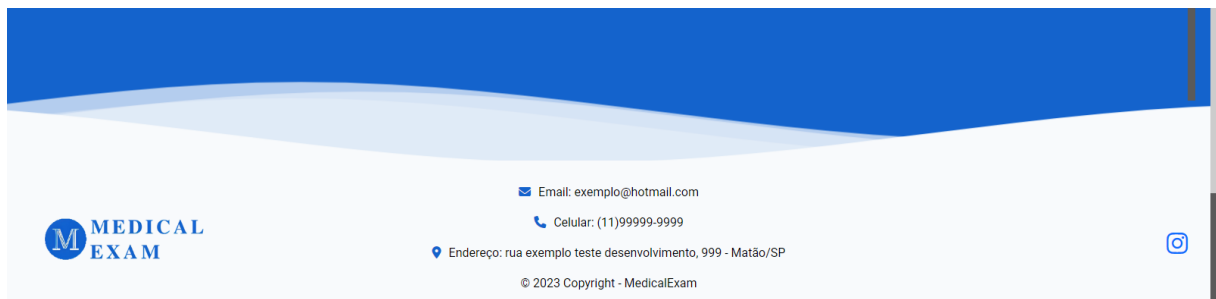 Email: exemplo@hotmail.com
Celular: (11)99999-9999
M MEDICAL
EXAM
Endereço: rua exemplo teste desenvolvimento, 999 - Matão/SP
© 2023 Copyright - MedicalExam